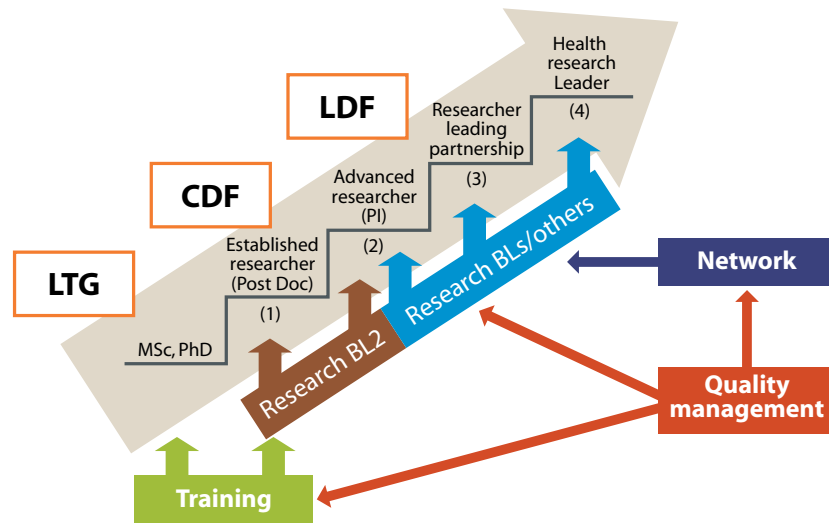 Health
research
Leader
(4)
LDF
Researcher
leading
partnership
(3)
CDF
Advanced
researcher
(PI)
(2)
LTG
Established
researcher
(Post Doc)
(1)
MSc, PhD
Research BL2
Research BLs/others
Network
Quality
management
Training